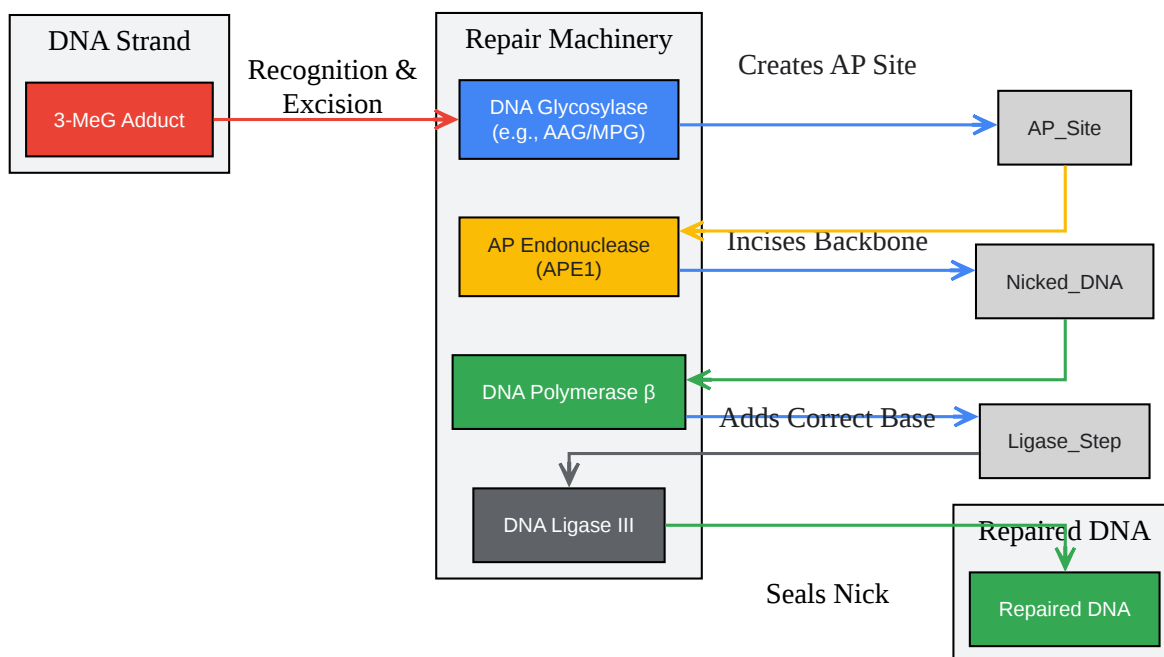 DNA Strand
3-MeG Adduct
Recognition &
Excision
Repair Machinery
DNA Glycosylase
(e.g., AAG/MPG)
Creates AP Site
AP_Site
AP Endonuclease
(APE1)
Incises Backbone
Nicked_DNA
DNA Polymerase β
Adds Correct Base
Ligase_Step
DNA Ligase III
Seals Nick
Repaired DNA
Repaired DNA